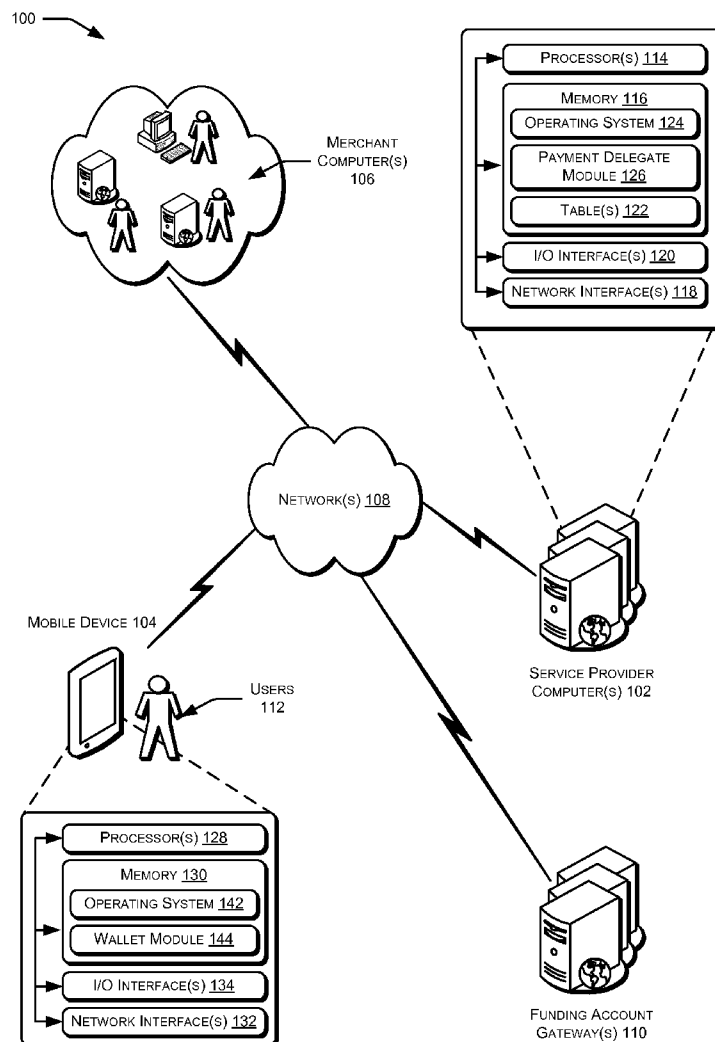 100
MERCHANT
COMPUTER(S)
106
PROCESSOR(S) 114
MEMORY 116
OPERATING SYSTEM 124
PAYMENT DELEGATE
MODULE 126
TABLE(S) 122
I/O INTERFACE(S) 120
NETWORK INTERFACE(S) 118
NETWORK(S) 108
MOBILE DEVICE 104
USERS
112
SERVICE PROVIDER
COMPUTER(S) 102
PROCESSOR(S) 128
MEMORY 130
OPERATING SYSTEM 142
WALLET MODULE 144
I/O INTERFACE(S) 134
NETWORK INTERFACE(S) 132
FUNDING ACCOUNT
GATEWAY(S) 110